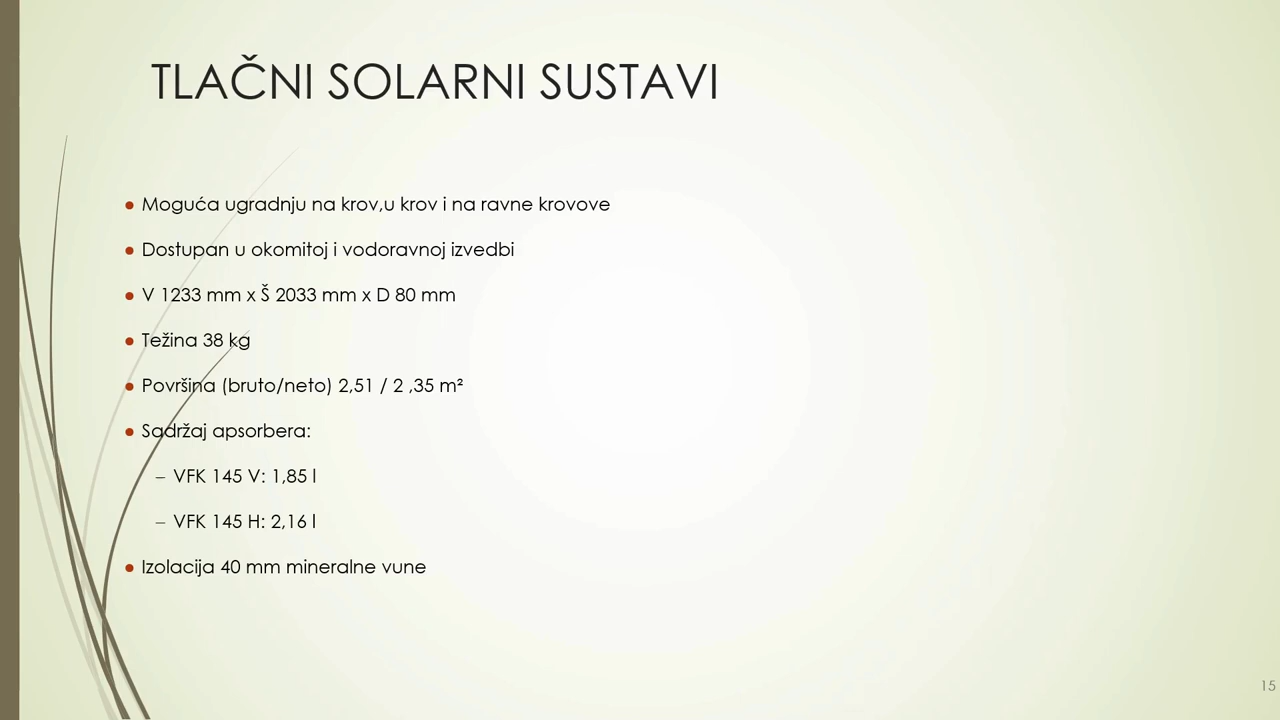 TLAČNI SOLARNI SUSTAVI
• Moguća ugradnju na krov,u krov i na ravne krovove
• Dostupan u okomitoj i vodoravnoj izvedbi
• V 1233 mm x Š 2033 mm x D 80 mm
• Težina 38 kg
• Površina (bruto/neto) 2,51 / 2 ,35 m²
• Sadržaj apsorbera:
– VFK 145 V: 1,85 l
– VFK 145 H: 2,16 l
• Izolacija 40 mm mineralne vune
15